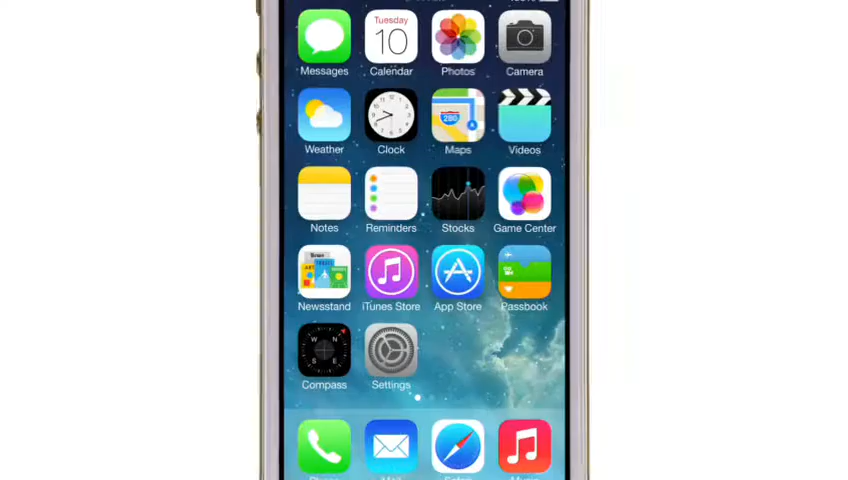 Tuesday
10
Messages Calendar Photos Camera
280
Weather Clock Maps Videos
Notes Reminders Stocks Game Center
Newsstand iTunes Store App Store Passbook
N
W E
S
Compass Settings